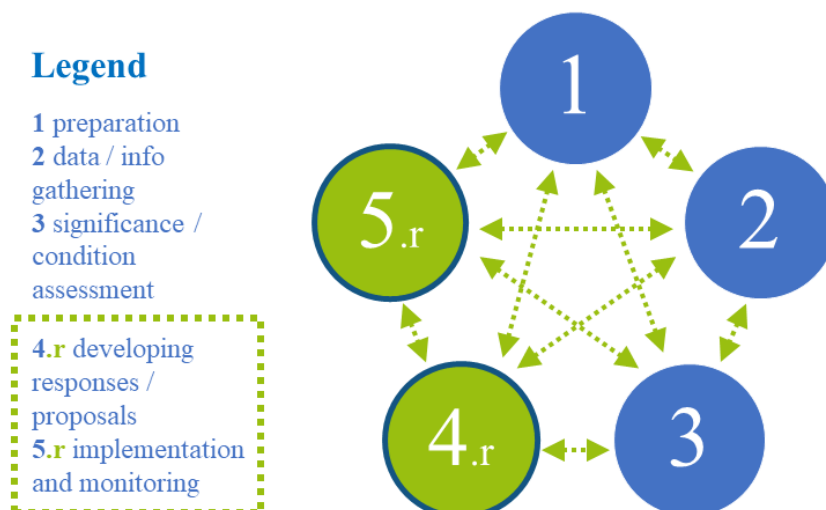 Legend
1 preparation
2 data / info
gathering
3 significance /
condition
assessment
4.r developing
responses /
proposals
5.r implementation
and monitoring
1
5.r
2
4.r
3